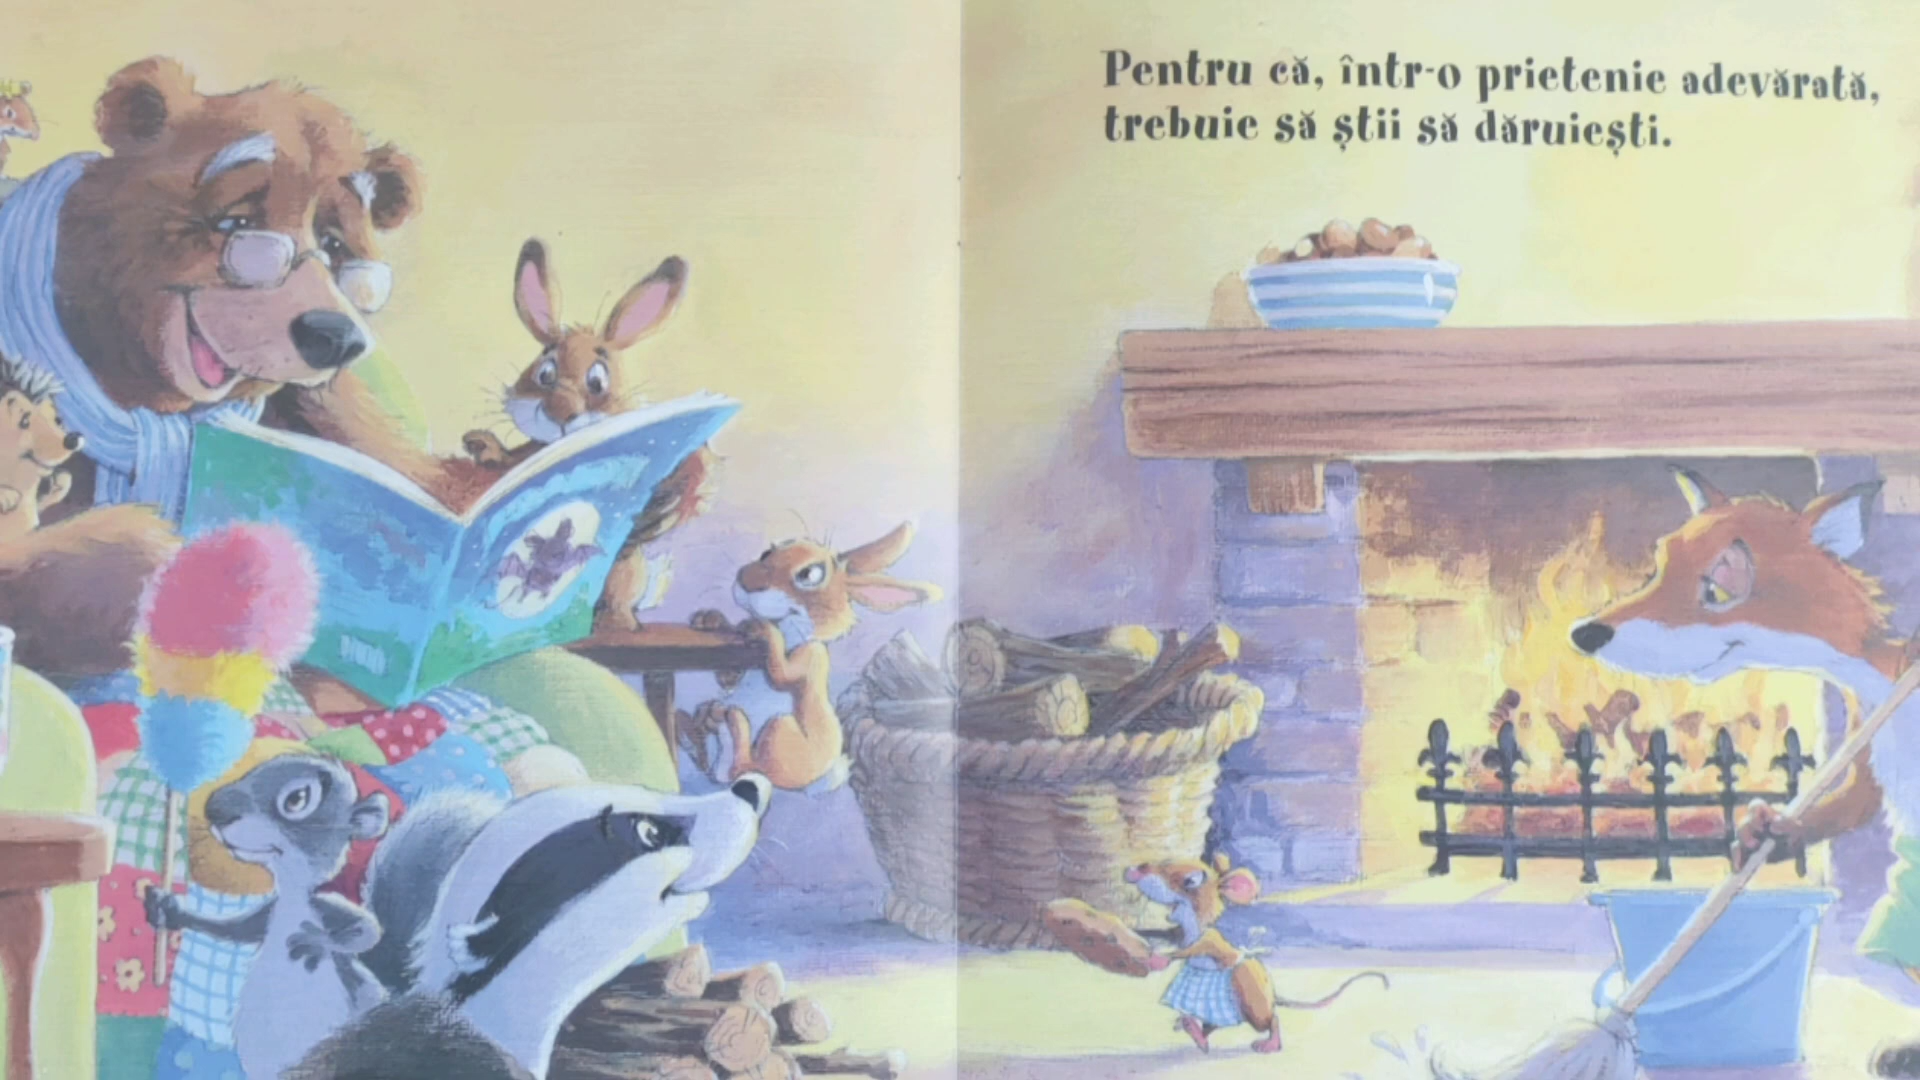 Pentru că, într-o prietenie adevărată,
trebuie să știi să dăruiești.